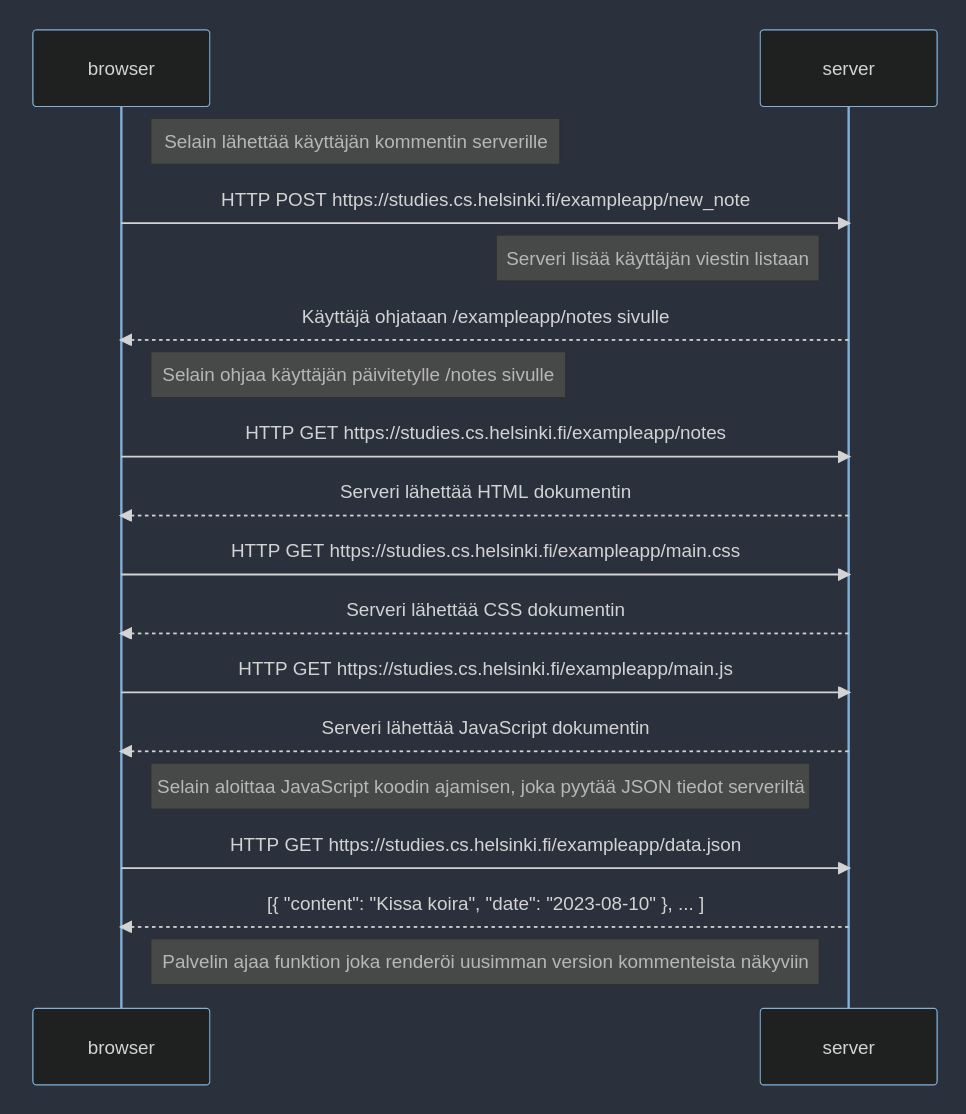 browser
server
Selain lähettää käyttäjän kommentin serverille
HTTP POST https://studies.cs.helsinki.fi/exampleapp/new_note
Serveri lisää käyttäjän viestin listaan
Käyttäjä ohjataan /exampleapp/notes sivulle
Selain ohjaa käyttäjän päivitetylle /notes sivulle
HTTP GET https://studies.cs.helsinki.fi/exampleapp/notes
Serveri lähettää HTML dokumentin
HTTP GET https://studies.cs.helsinki.fi/exampleapp/main.css
Serveri lähettää CSS dokumentin
HTTP GET https://studies.cs.helsinki.fi/exampleapp/main.js
Serveri lähettää JavaScript dokumentin
Selain aloittaa JavaScript koodin ajamisen, joka pyytää JSON tiedot serveriltä
HTTP GET https://studies.cs.helsinki.fi/exampleapp/data.json
[{ "content": "Kissa koira", "date": "2023-08-10" }, ... ]
Palvelin ajaa funktion joka renderöi uusimman version kommenteista näkyviin
browser
server